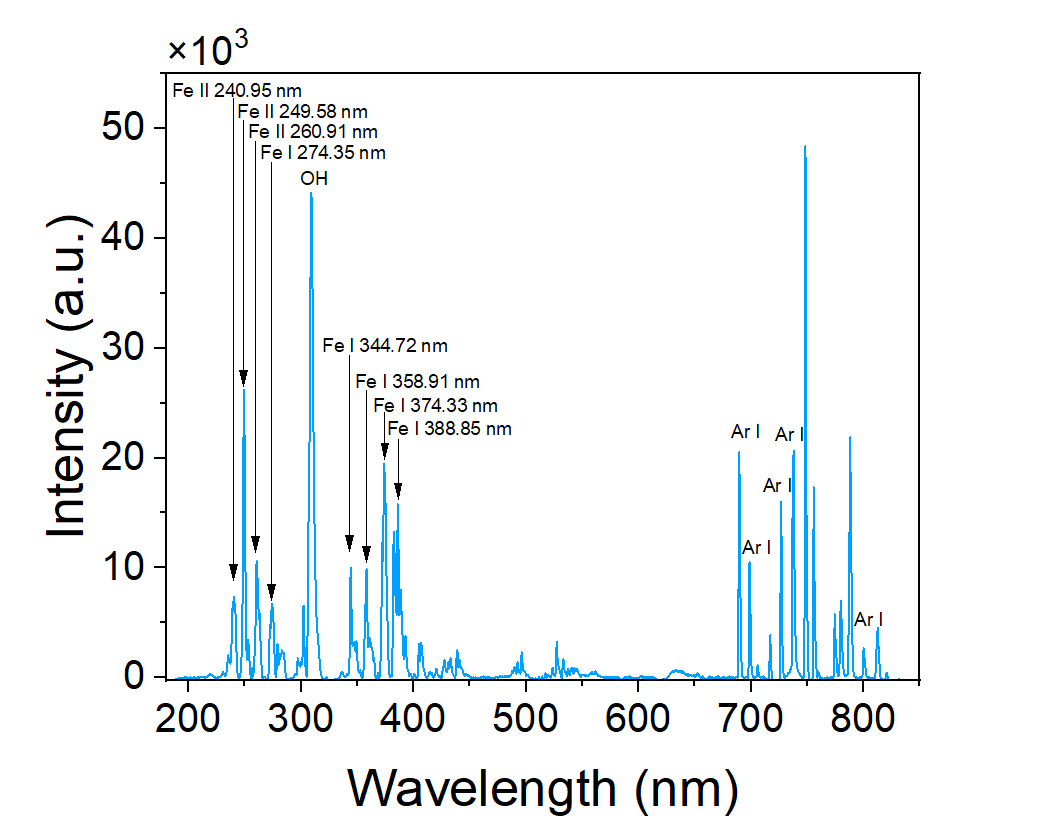 ×10³
Fe II 240.95 nm
Fe II 249.58 nm
Fe II 260.91 nm
Fe I 274.35 nm
OH
Fe I 344.72 nm
Fe I 358.91 nm
Fe I 374.33 nm
Fe I 388.85 nm
Ar I
Ar I
Ar I
Ar I
Ar I
50
40
30
20
10
0
Intensity (a.u.)
200 300 400 500 600 700 800
Wavelength (nm)